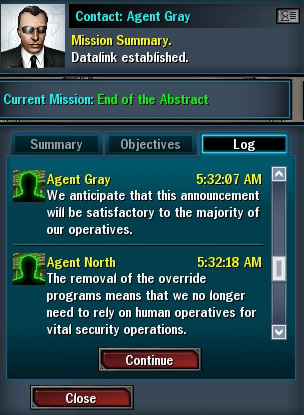 Contact: Agent Gray
Mission Summary.
Datalink established.
Current Mission: End of the Abstract
Summary
Objectives
Log
Agent Gray 5:32:07 AM
We anticipate that this announcement
will be satisfactory to the majority of
our operatives.
Agent North 5:32:18 AM
The removal of the override
programs means that we no longer
need to rely on human operatives for
vital security operations.
Continue
Close